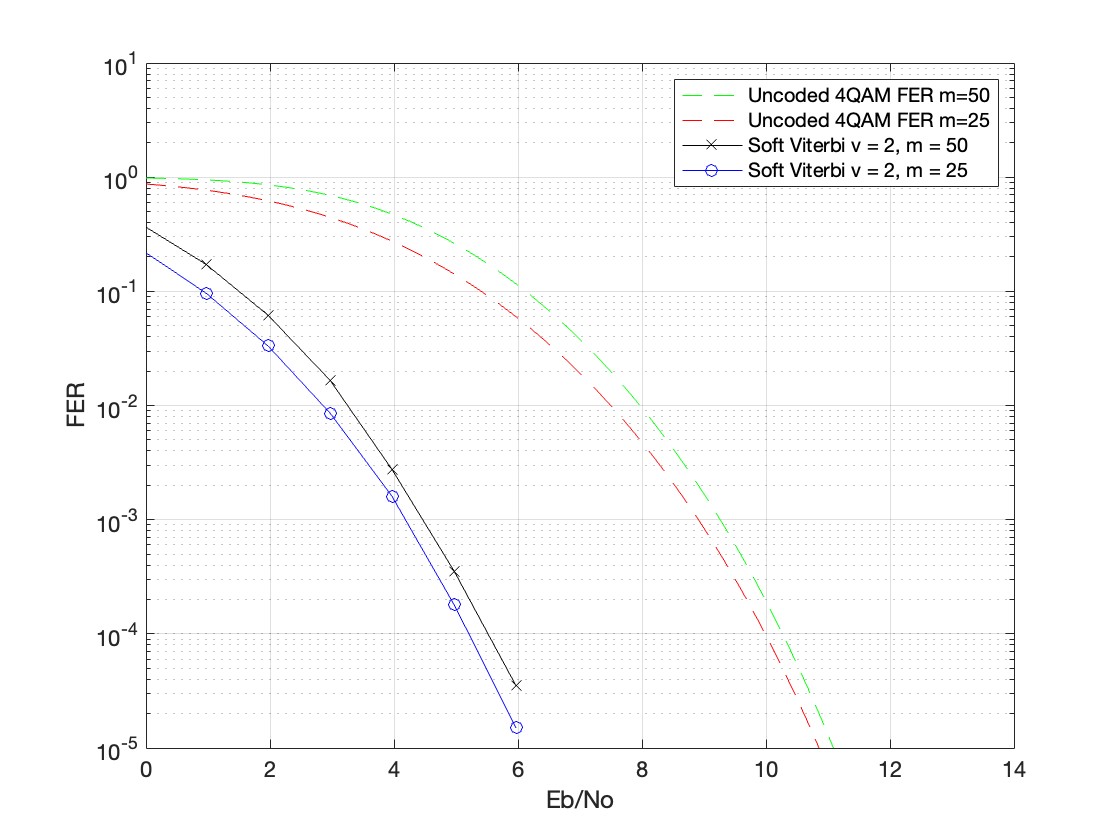 Uncoded 4QAM FER m=50
Uncoded 4QAM FER m=25
Soft Viterbi v = 2, m = 50
Soft Viterbi v = 2, m = 25
FER
10^1
10^0
10^-1
10^-2
10^-3
10^-4
10^-5
0 2 4 6 8 10 12 14
Eb/No